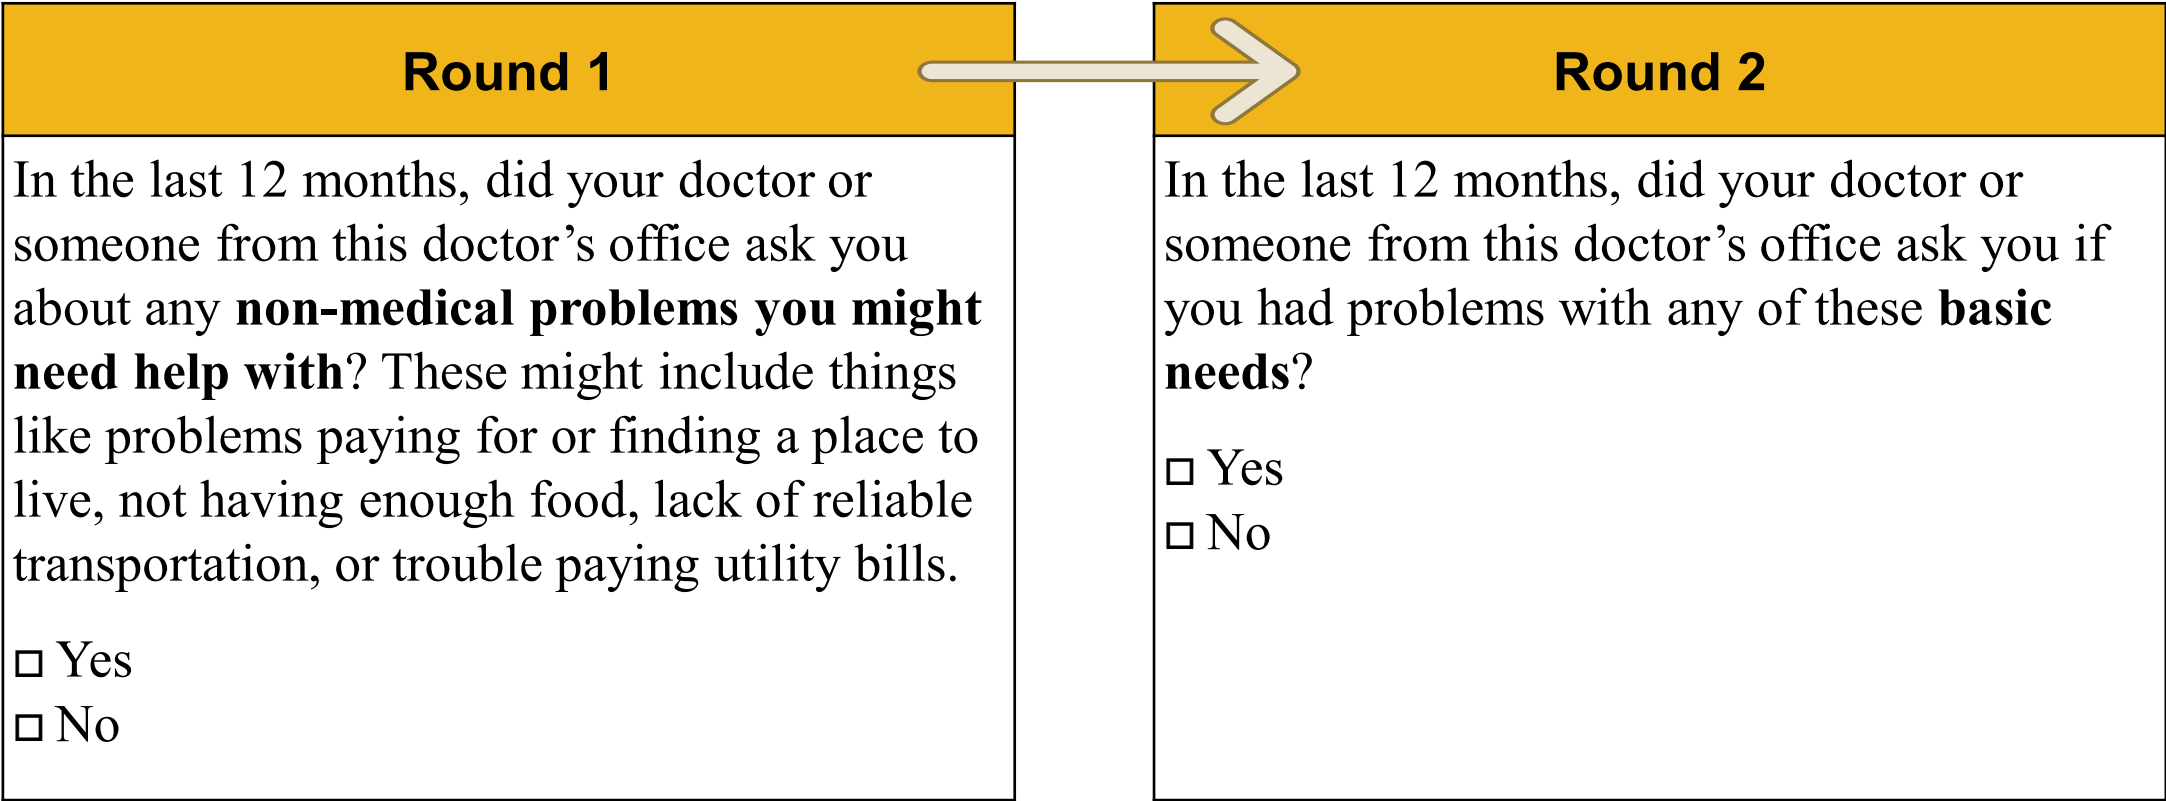 Round 1
In the last 12 months, did your doctor or
someone from this doctor’s office ask you
about any non-medical problems you might
need help with? These might include things
like problems paying for or finding a place to
live, not having enough food, lack of reliable
transportation, or trouble paying utility bills.
□ Yes
□ No
Round 2
In the last 12 months, did your doctor or
someone from this doctor’s office ask you if
you had problems with any of these basic
needs?
□ Yes
□ No